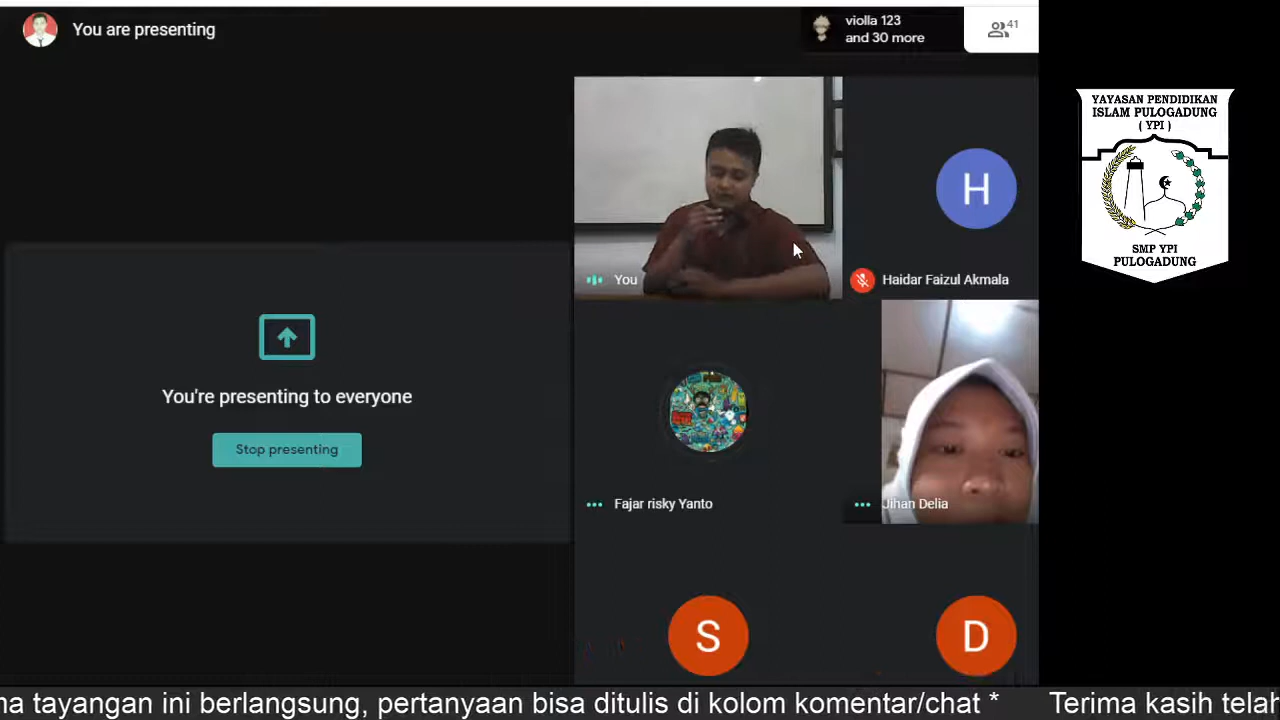 You are presenting
violla 123
and 30 more
41
YAYASAN PENDIDIKAN
ISLAM PULOGADUNG
( YPI )
SMP YPI
PULOGADUNG
H
You
Haidar Faizul Akmala
You're presenting to everyone
Stop presenting
Fajar risky Yanto
Jihan Delia
S
D
tayangan ini berlangsung, pertanyaan bisa ditulis di kolom komentar/chat * Terima kasih telah